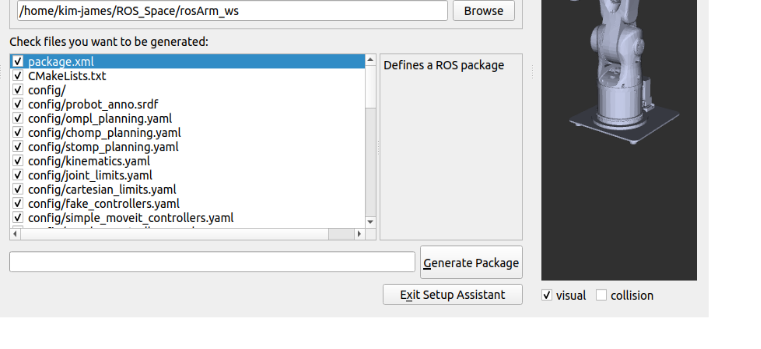 /home/kim-james/ROS_Space/rosArm_ws Browse
Check files you want to be generated:
package.xml
CMakeLists.txt
config/
config/probot_anno.srdf
config/ompl_planning.yaml
config/chomp_planning.yaml
config/stomp_planning.yaml
config/kinematics.yaml
config/joint_limits.yaml
config/cartesian_limits.yaml
config/fake_controllers.yaml
config/simple_moveit_controllers.yaml
Defines a ROS package
Generate Package
Exit Setup Assistant
visual collision